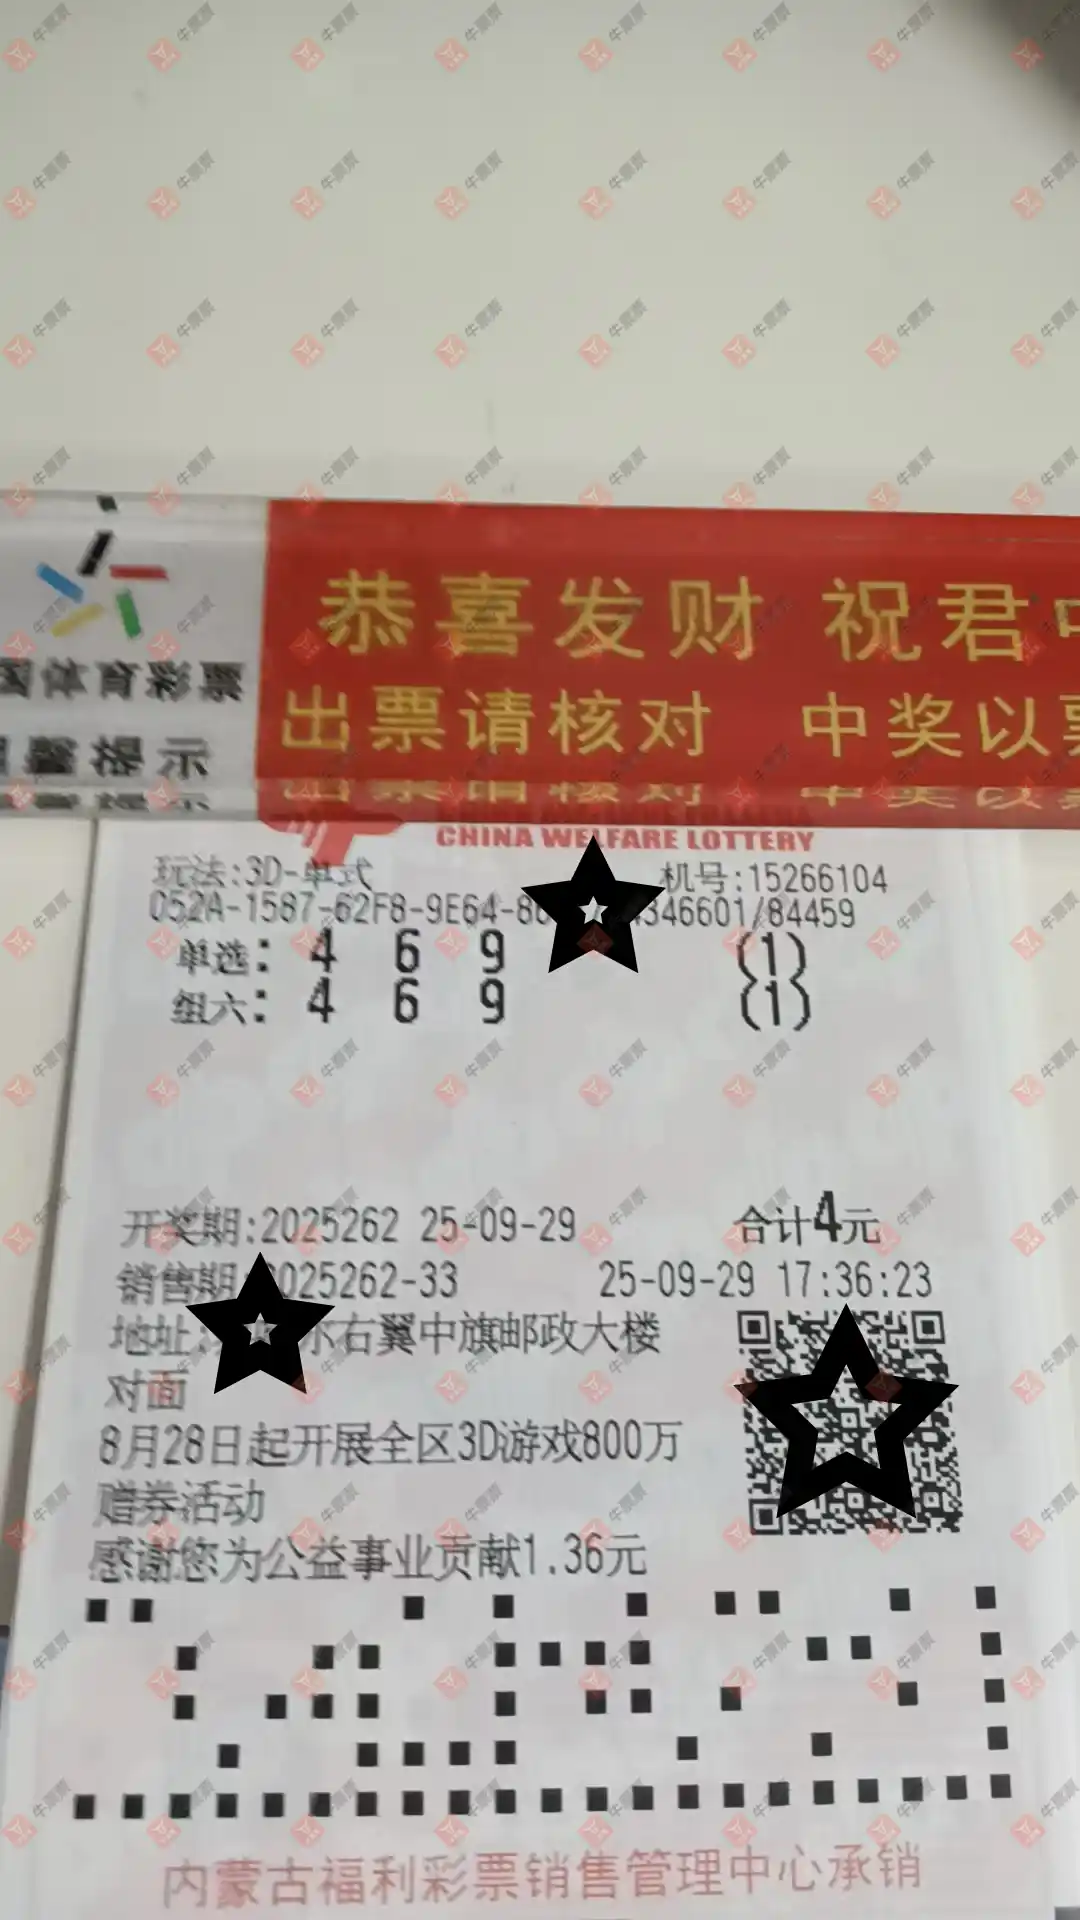 恭喜发财 祝君
体育彩票
出票请核对 中奖以
提示
CHINA WELFARE LOTTERY
玩法:3D-单式 机号:15266104
052A-1587-62F8-9E64- 346601/84459
单选: 4 6 9 (1)
组六: 4 6 9 (1)
开奖期:2025262 25-09-29 合计4元
销售期: 025262-33 25-09-29 17:36:23
地址: 尔右翼中旗邮政大楼
对面
8月28日起开展全区3D游戏800万
赠券活动
感谢您为公益事业贡献1.36元
内蒙古福利彩票销售管理中心承销
牛票票